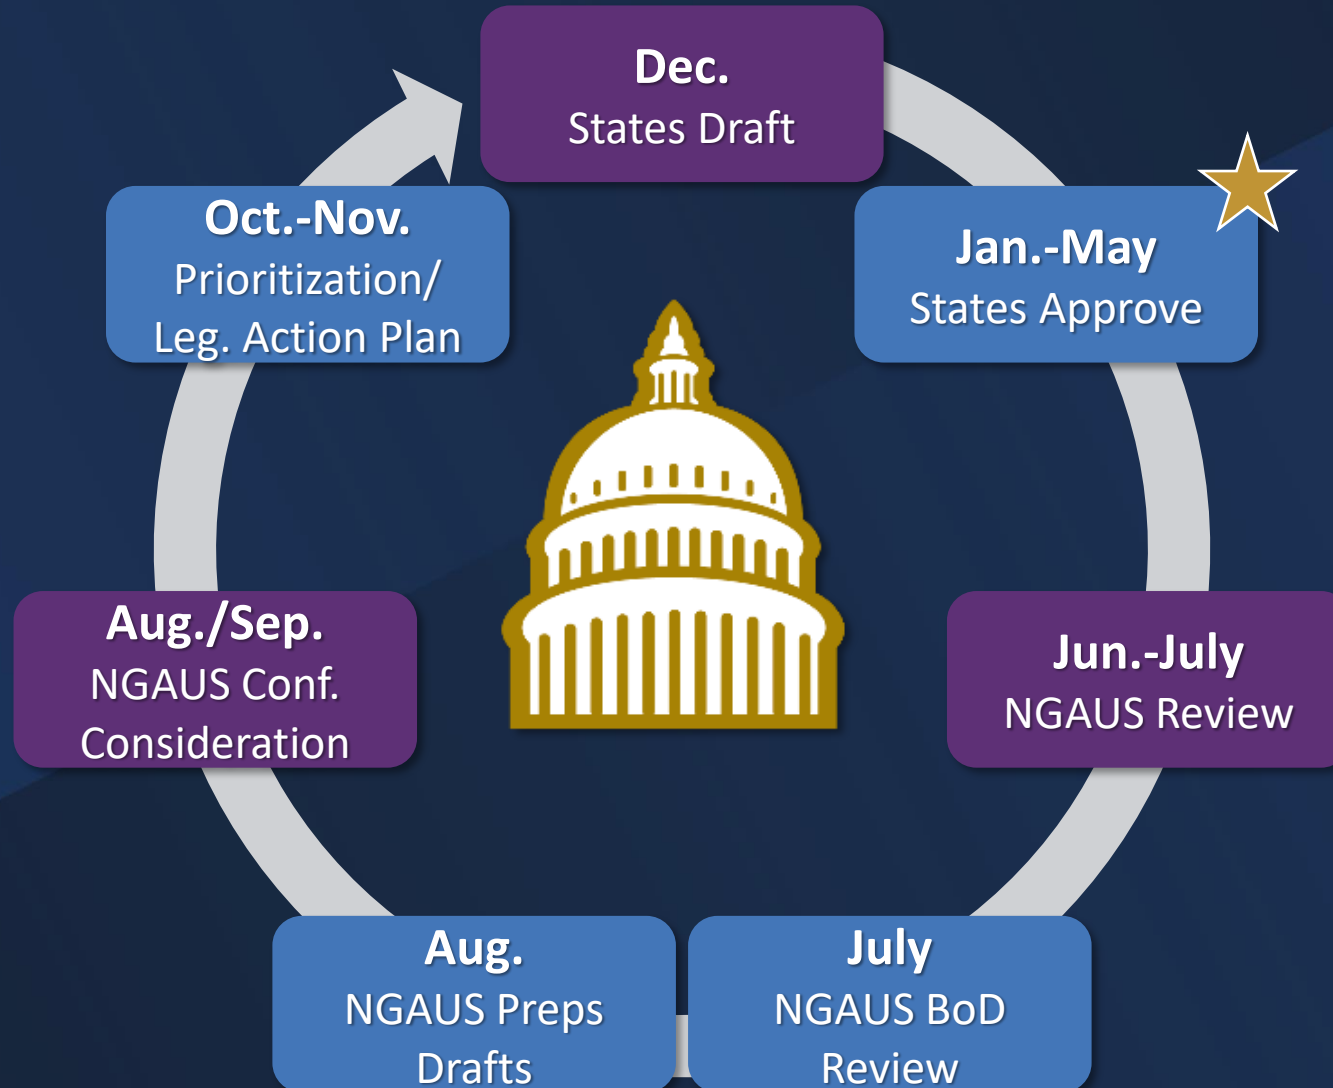 Dec.
States Draft
Jan.-May
States Approve
Jun.-July
NGAUS Review
July
NGAUS BoD
Review
Aug.
NGAUS Preps
Drafts
Aug./Sep.
NGAUS Conf.
Consideration
Oct.-Nov.
Prioritization/
Leg. Action Plan